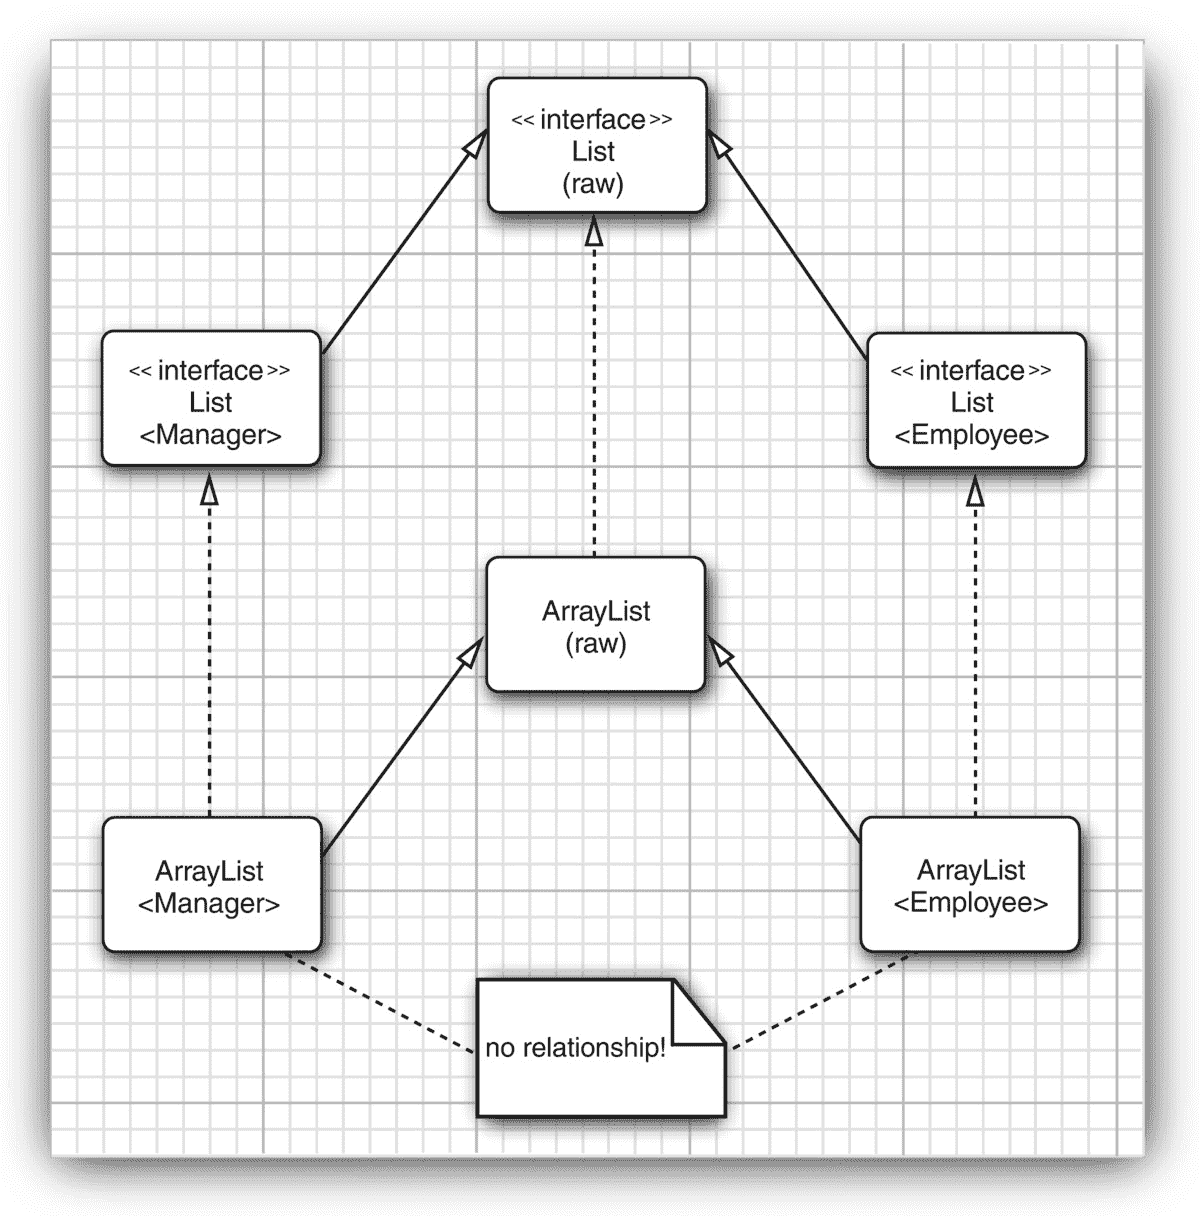 << interface >>
List
(raw)
<< interface >>
List
<Manager>
<< interface >>
List
<Employee>
ArrayList
(raw)
ArrayList
<Manager>
ArrayList
<Employee>
no relationship!